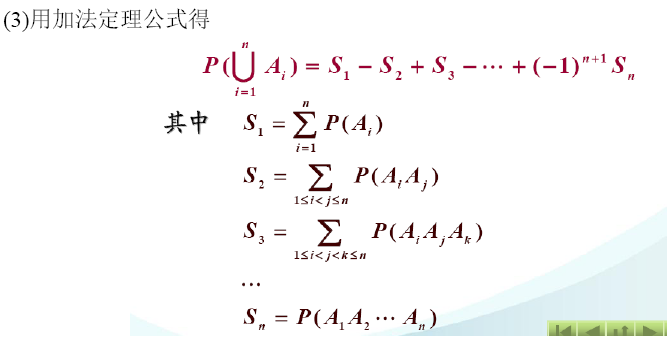 (3)用加法定理公式得
P(⋃_{i=1}^{n} A_i) = S_1 − S_2 + S_3 − ⋯ + (−1)^{n+1} S_n
其中 S_1 = ∑_{i=1}^{n} P(A_i)
S_2 = ∑_{1≤i<j≤n} P(A_i A_j)
S_3 = ∑_{1≤i<j<k≤n} P(A_i A_j A_k)
…
S_n = P(A_1 A_2 ⋯ A_n)